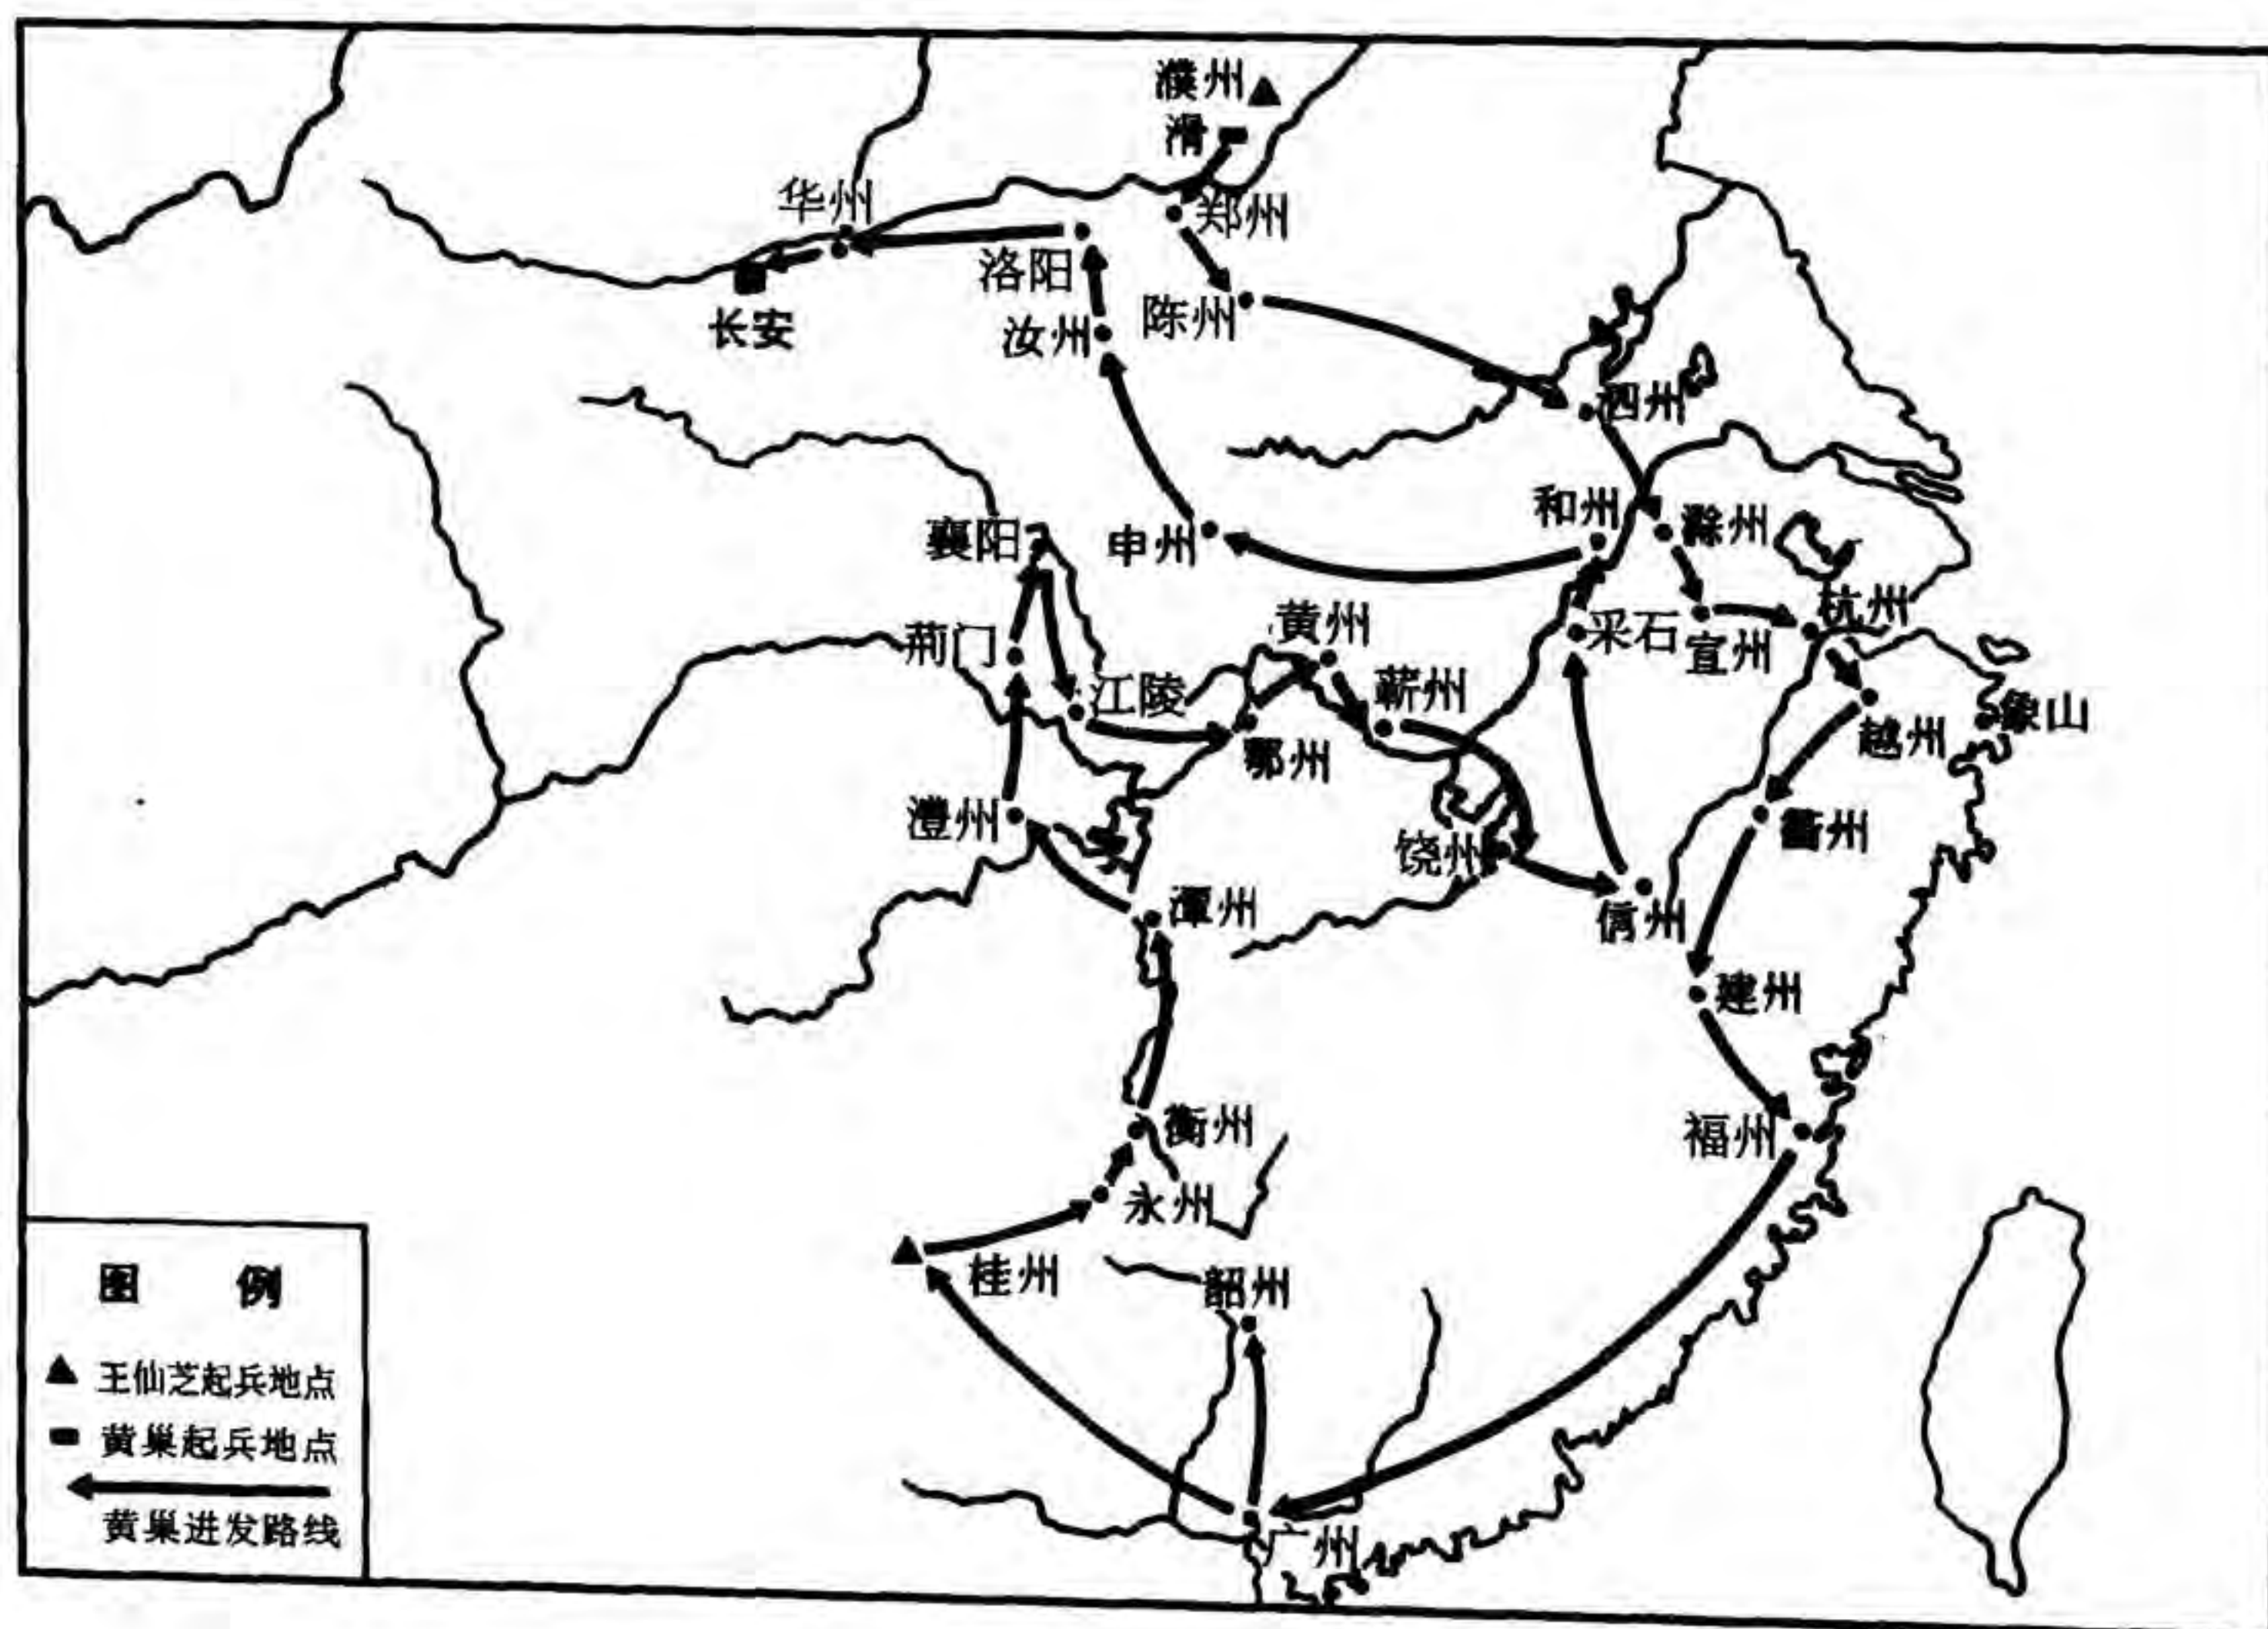 濮州
滑
华州
郑州
洛阳
长安
陈州
汝州
泗州
和州
滁州
襄阳
申州
黄州
采石
宣州
杭州
荆门
江陵
蕲州
象山
鄂州
越州
澧州
饶州
衢州
潭州
信州
建州
衡州
福州
永州
桂州
韶州
广州
图 例
王仙芝起兵地点
黄巢起兵地点
黄巢进发路线